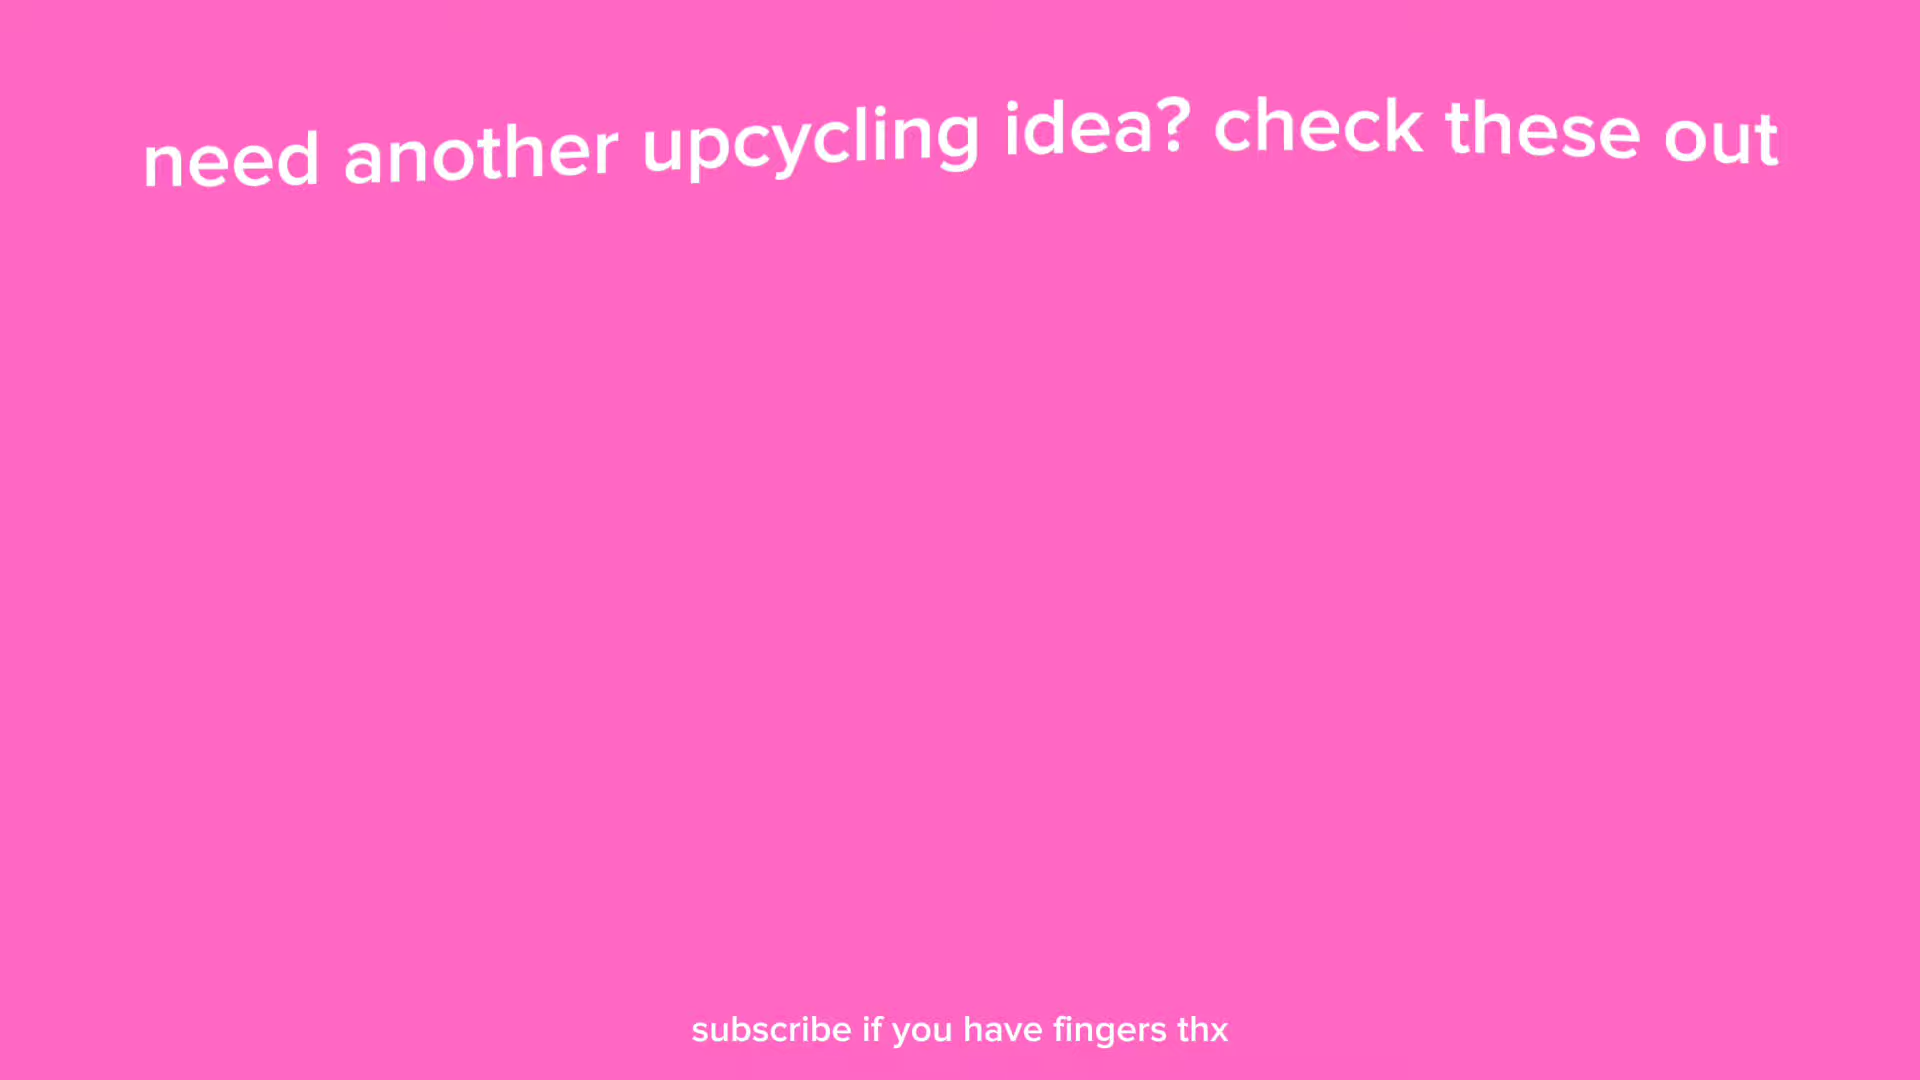 need another upcycling idea? check these out
subscribe if you have fingers thx